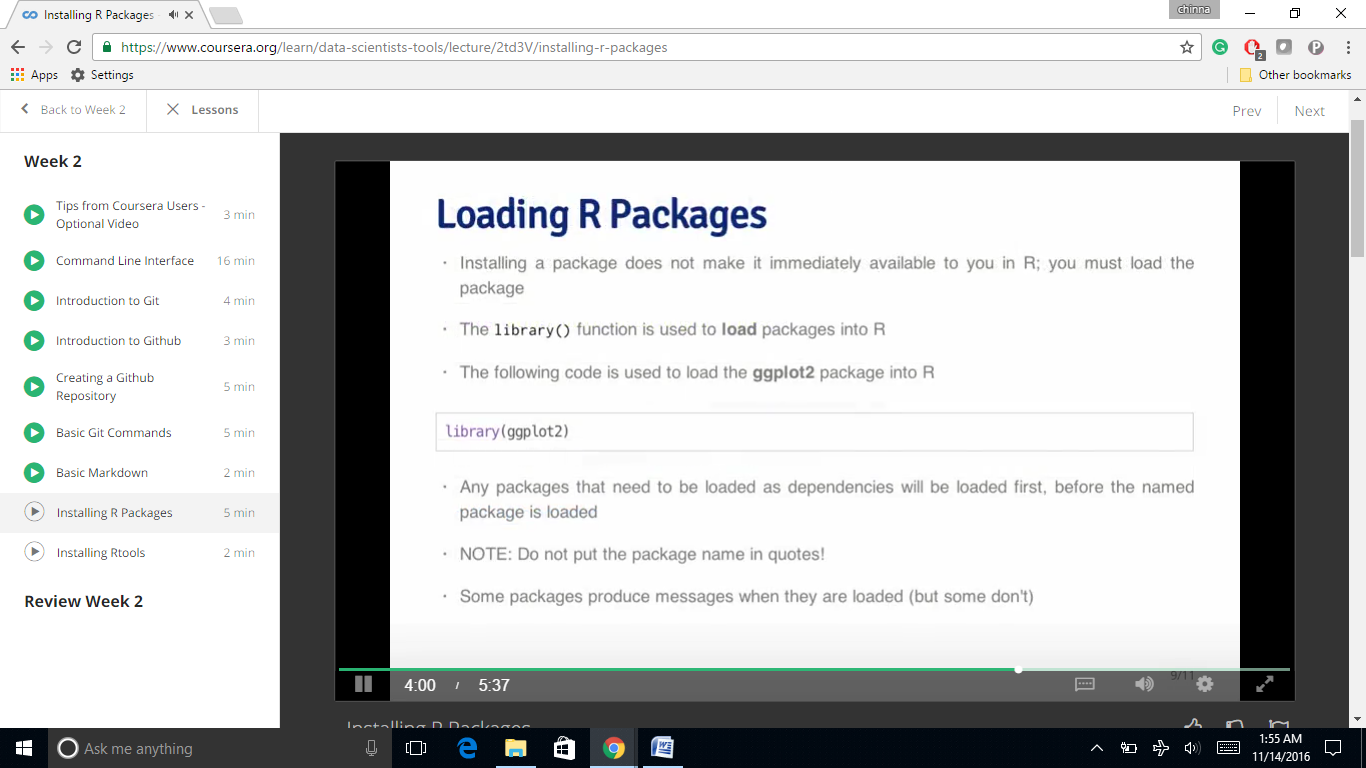 Installing R Packages
chinna
https://www.coursera.org/learn/data-scientists-tools/lecture/2td3V/installing-r-packages
2
Apps
Settings
Other bookmarks
Back to Week 2
Lessons
Prev
Next
Week 2
Tips from Coursera Users -
Optional Video
3 min
Command Line Interface
16 min
Introduction to Git
4 min
Introduction to Github
3 min
Creating a Github
Repository
5 min
Basic Git Commands
5 min
Basic Markdown
2 min
Installing R Packages
5 min
Installing Rtools
2 min
Review Week 2
Loading R Packages
· Installing a package does not make it immediately available to you in R; you must load the
package
· The library() function is used to load packages into R
· The following code is used to load the ggplot2 package into R
library(ggplot2)
· Any packages that need to be loaded as dependencies will be loaded first, before the named
package is loaded
· NOTE: Do not put the package name in quotes!
· Some packages produce messages when they are loaded (but some don't)
9/11
4:00 / 5:37
Installing R Packages
Ask me anything
1:55 AM
11/14/2016